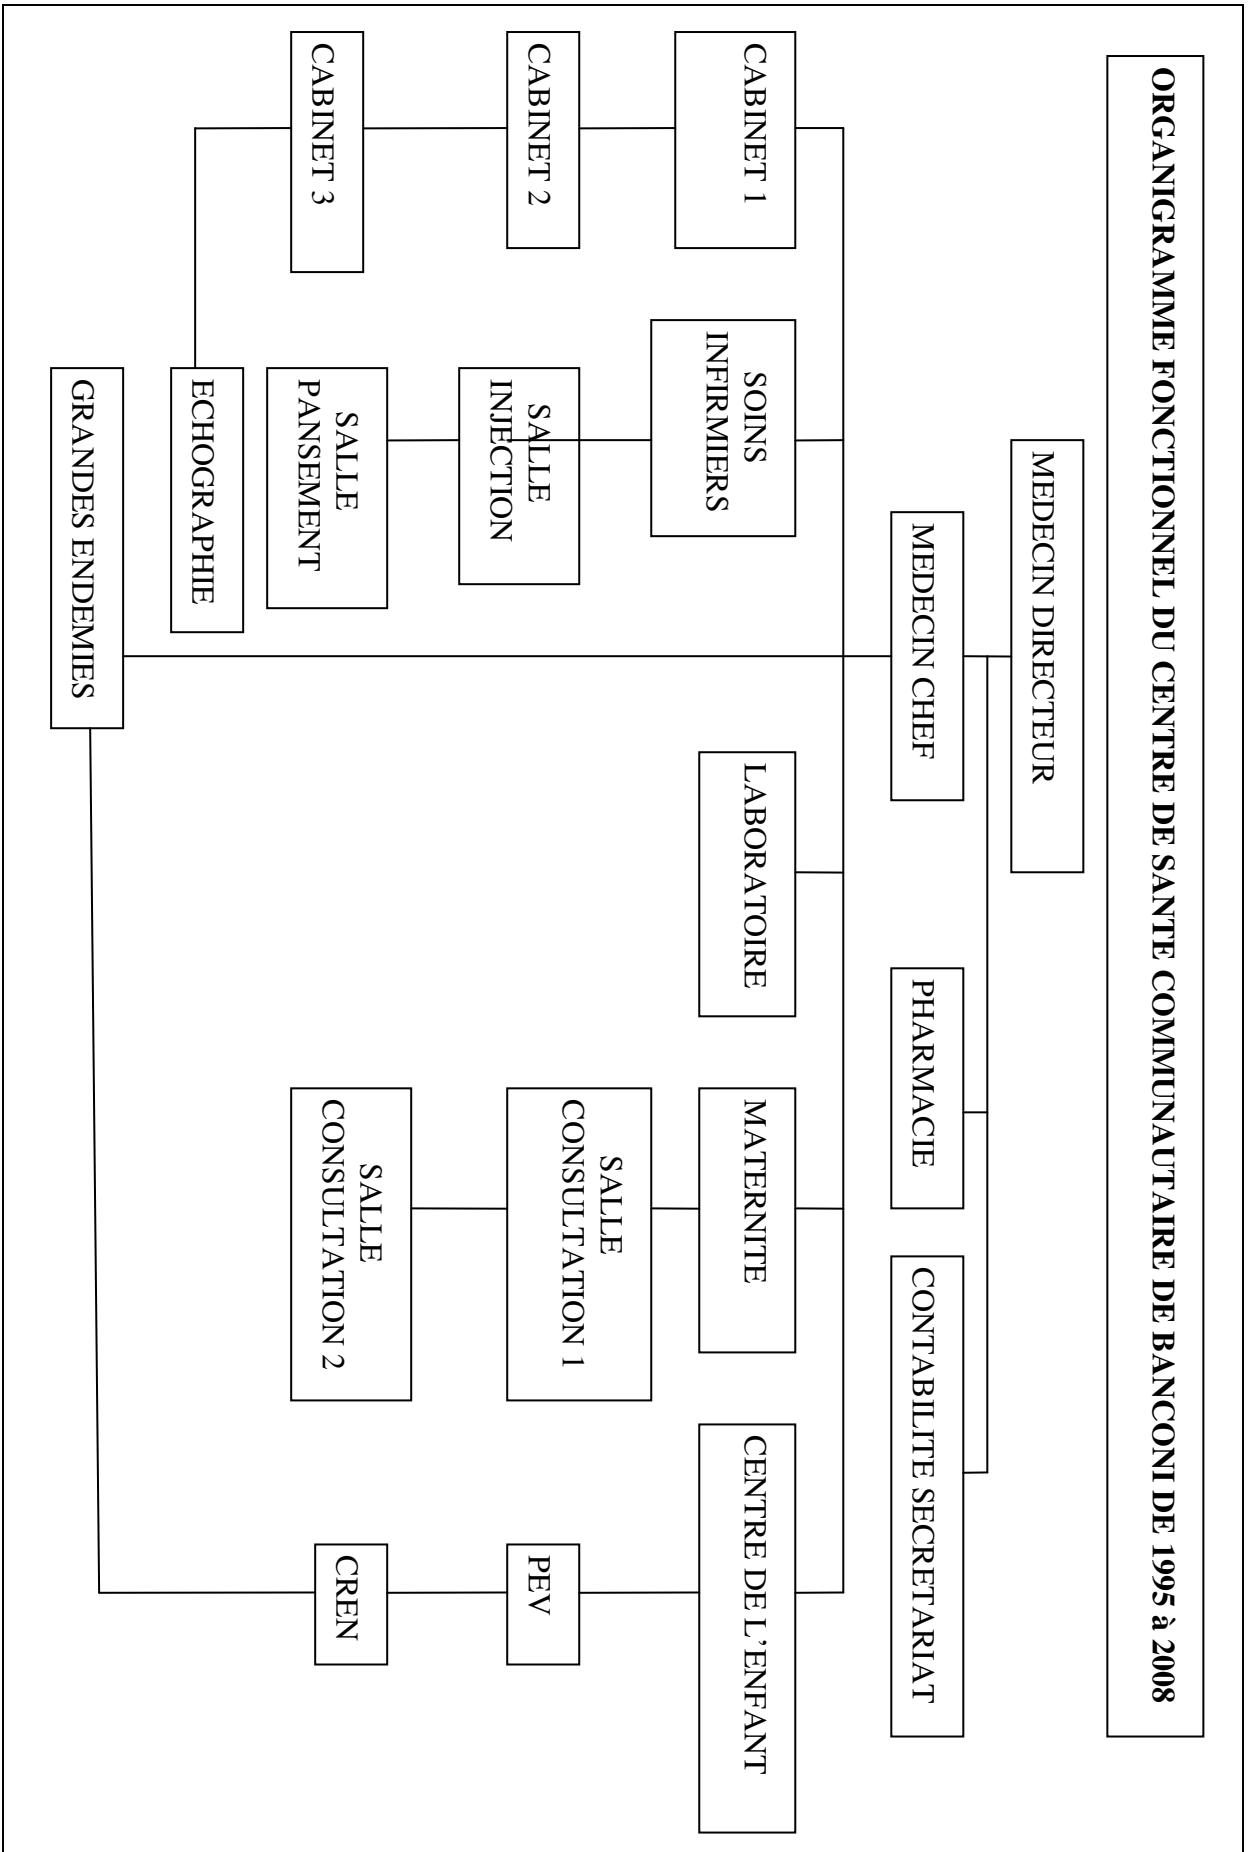 ORGANIGRAMME FONCTIONNEL DU CENTRE DE SANTE COMMUNAUTAIRE DE BANCONI DE 1995 à 2008
MEDECIN DIRECTEUR
MEDECIN CHEF
PHARMACIE
CONTABILITE SECRETARIAT
CABINET 1
SOINS
INFIRMIERS
LABORATOIRE
MATERNITE
CENTRE DE L'ENFANT
CABINET 2
SALLE
INJECTION
SALLE
CONSULTATION 1
PEV
CABINET 3
SALLE
PANSEMENT
SALLE
CONSULTATION 2
CREN
ECHOGRAPHIE
GRANDES ENDEMIES